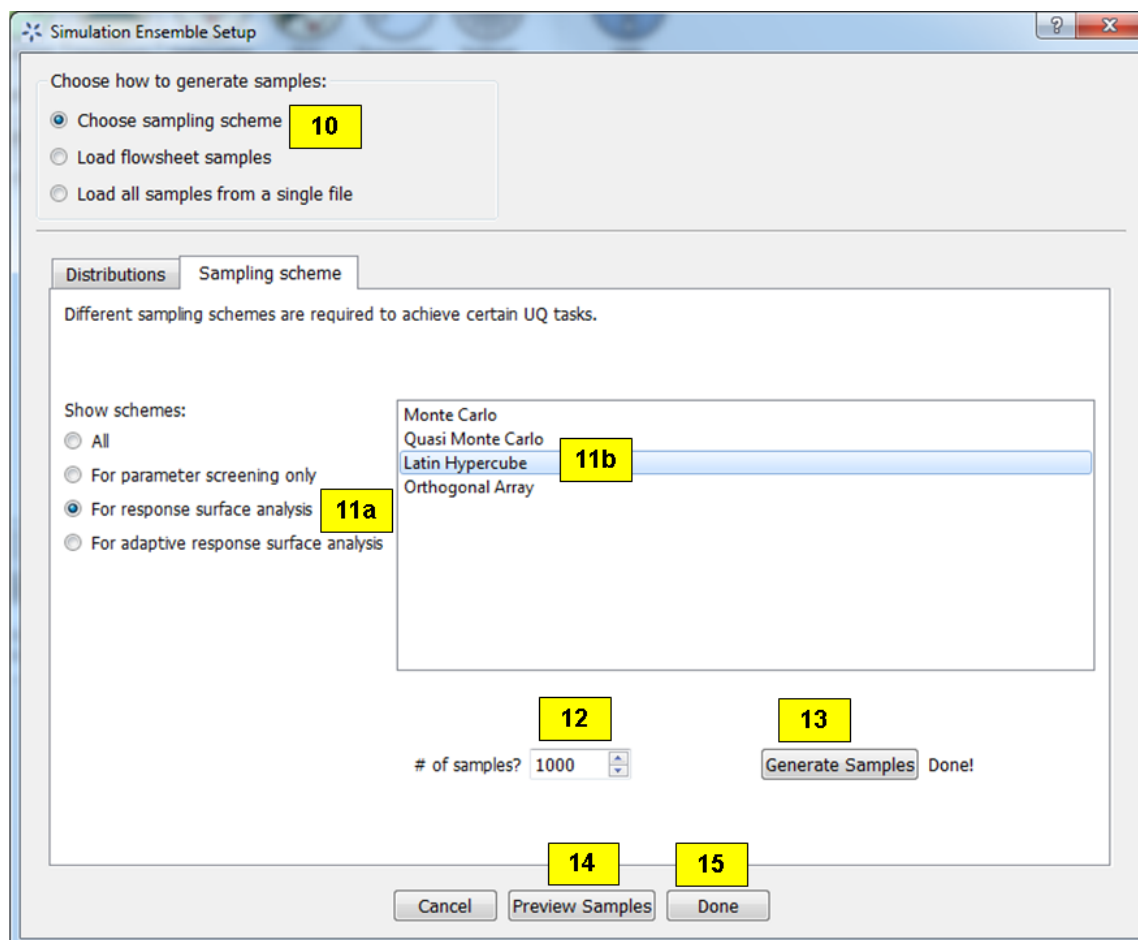 Simulation Ensemble Setup
?
X
Choose how to generate samples:
Choose sampling scheme 10
Load flowsheet samples
Load all samples from a single file
Distributions Sampling scheme
Different sampling schemes are required to achieve certain UQ tasks.
Show schemes:
All
For parameter screening only
For response surface analysis 11a
For adaptive response surface analysis
Monte Carlo
Quasi Monte Carlo
Latin Hypercube 11b
Orthogonal Array
12 13
# of samples? 1000 Generate Samples Done!
14 15
Cancel Preview Samples Done